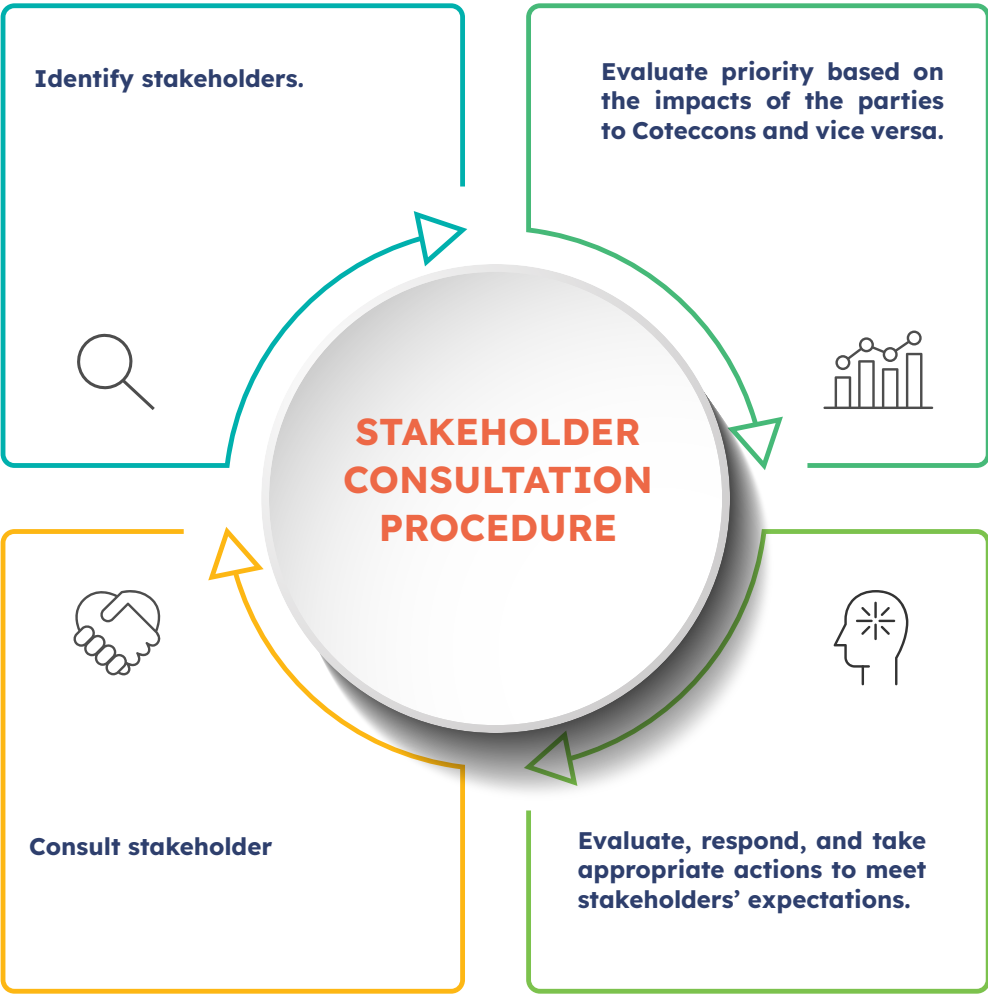 Identify stakeholders.
Evaluate priority based on
the impacts of the parties
to Coteccons and vice versa.
STAKEHOLDER
CONSULTATION
PROCEDURE
Consult stakeholder
Evaluate, respond, and take
appropriate actions to meet
stakeholders’ expectations.